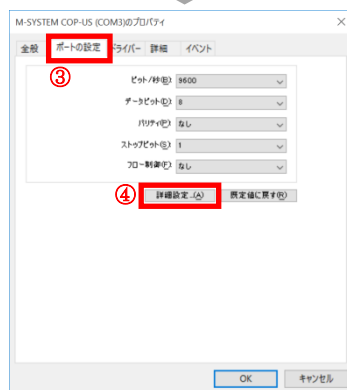 M-SYSTEM COP-US (COM3)のプロパティ
全般 ポートの設定 ドライバー 詳細 イベント
③
ビット/秒(B): 9600
データ ビット(D): 8
パリティ(P): なし
ストップ ビット(S): 1
フロー制御(F): なし
④ 詳細設定...(A) 既定値に戻す(R)
OK キャンセル